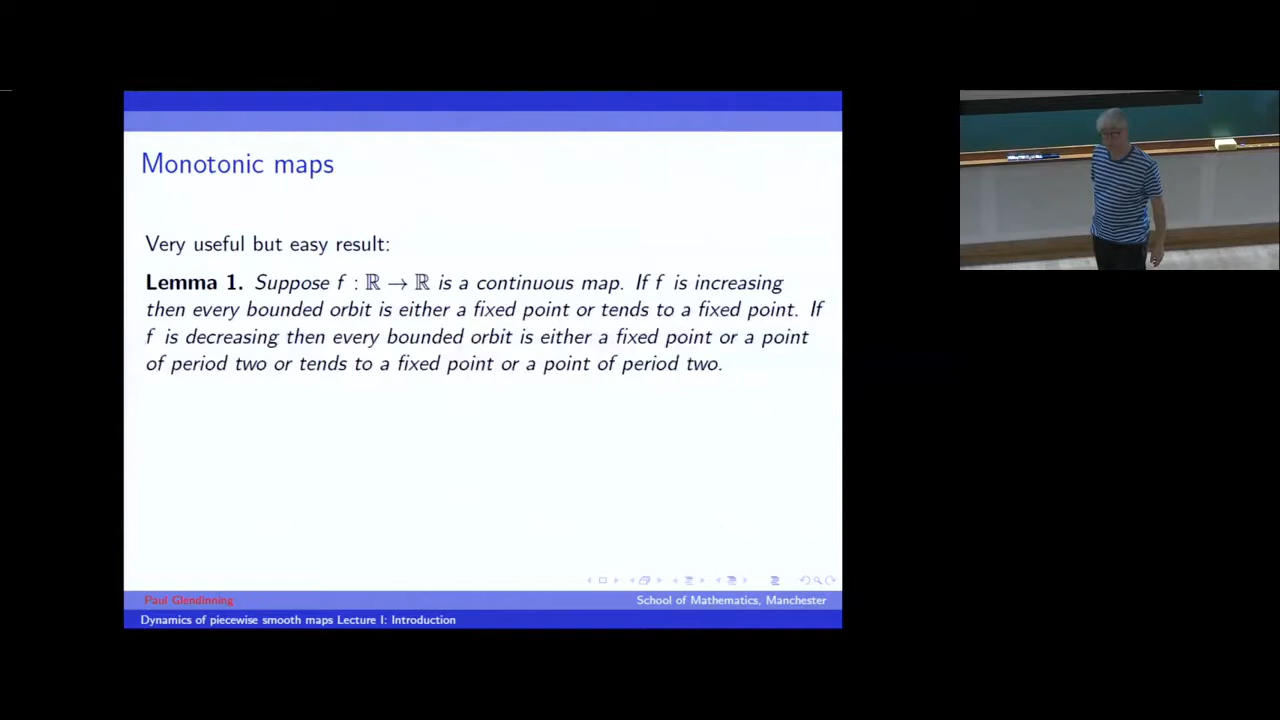 Monotonic maps
Very useful but easy result:
Lemma 1. Suppose f : ℝ → ℝ is a continuous map. If f is increasing
then every bounded orbit is either a fixed point or tends to a fixed point. If
f is decreasing then every bounded orbit is either a fixed point or a point
of period two or tends to a fixed point or a point of period two.
Paul Glendinning School of Mathematics, Manchester
Dynamics of piecewise smooth maps Lecture I: Introduction